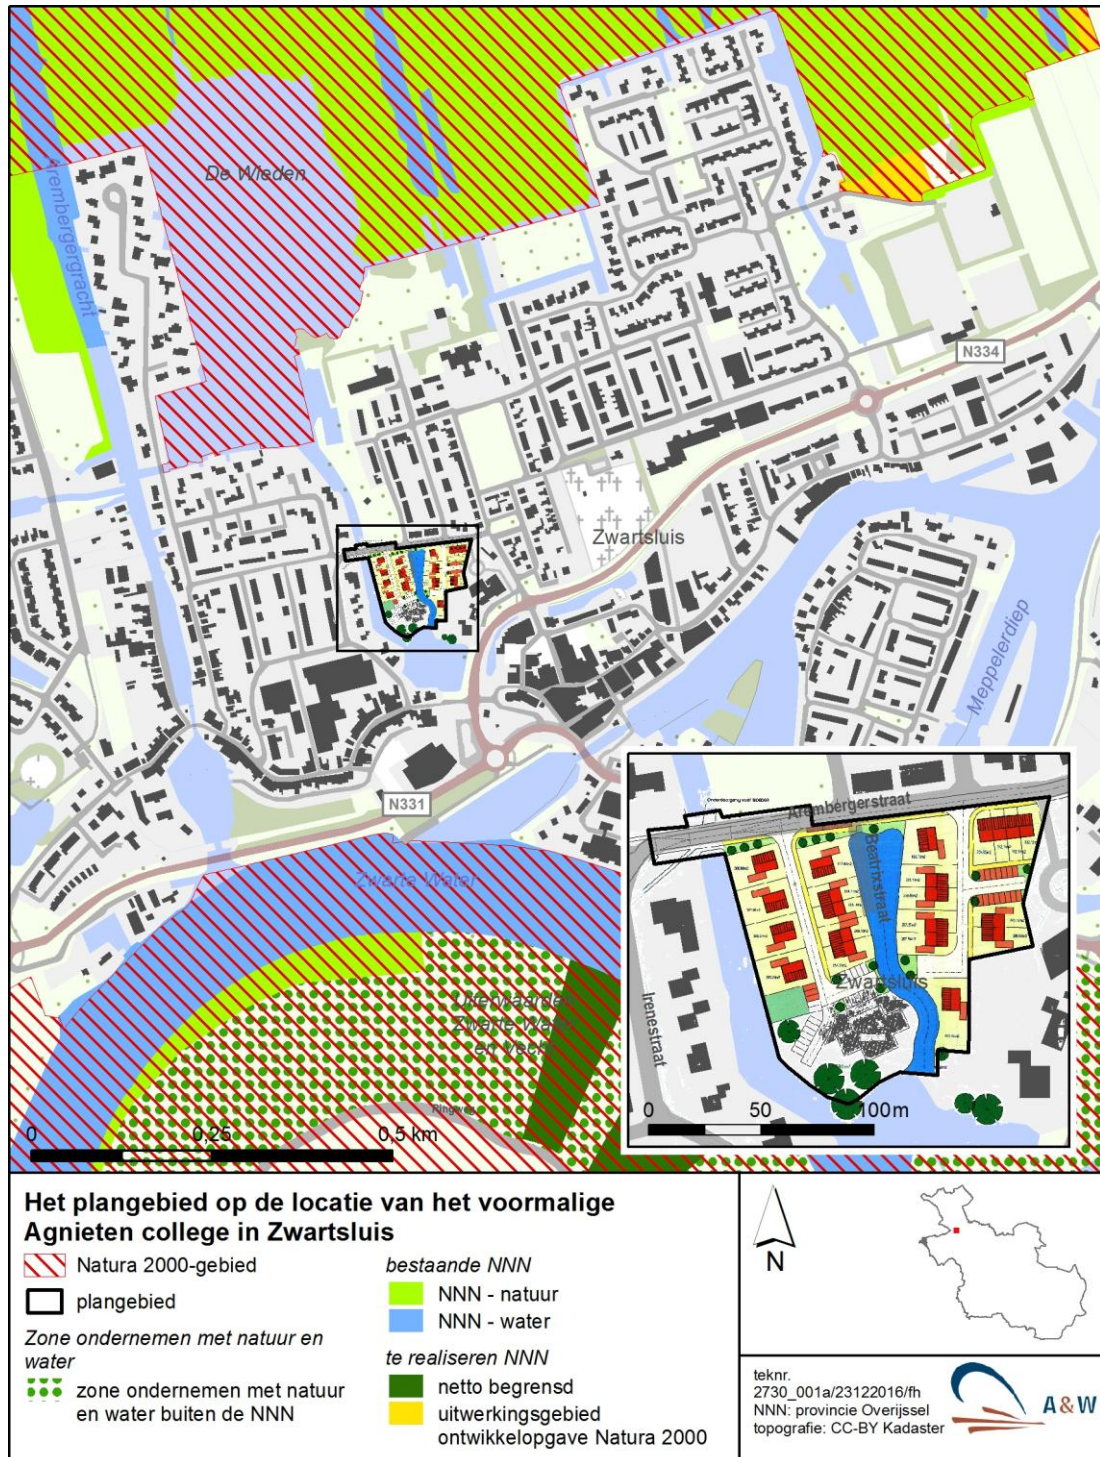 De Wieden
Arembergergracht
N334
Zwartsluis
Meppelerdiep
N331
Zwarte Water
Uiterwaarden
Zwarte Water
en Vecht
Ringweg
0 0,25 0,5 km
Arembergerstraat
Beatrixstraat
Zwartsluis
Irenestraat
0 50 100m
Het plangebied op de locatie van het voormalige
Agnieten college in Zwartsluis
Natura 2000-gebied
plangebied
Zone ondernemen met natuur en
water
zone ondernemen met natuur
en water buiten de NNN
bestaande NNN
NNN - natuur
NNN - water
te realiseren NNN
netto begrensd
uitwerkingsgebied
ontwikkelopgave Natura 2000
N
teknr.
2730_001a/23122016/fh
NNN: provincie Overijssel
topografie: CC-BY Kadaster
A&W